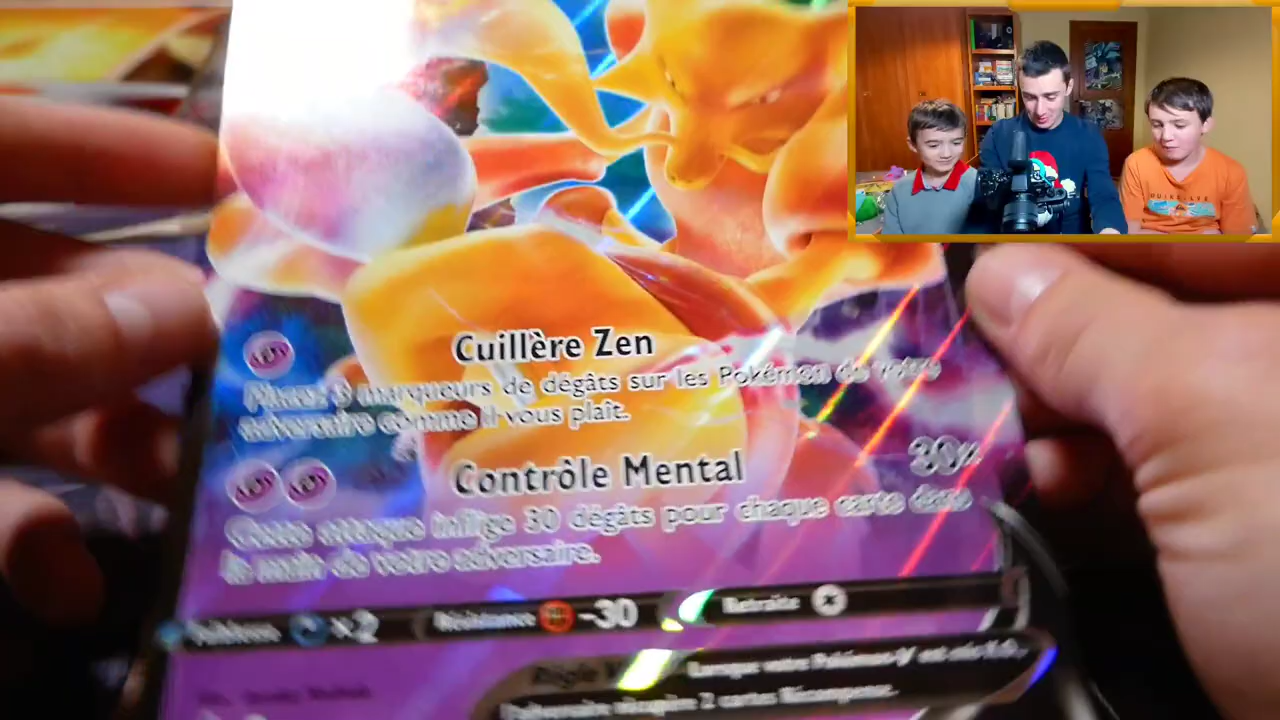 Cuillère Zen
Placez 3 marqueurs de dégâts sur les Pokémon de votre
adversaire comme il vous plaît.
Contrôle Mental 30×
Cette attaque inflige 30 dégâts pour chaque carte dans
la main de votre adversaire.
×2 Résistance -30 Retraite
Règle V Lorsque votre Pokémon-V est mis K.O.,
l'adversaire récupère 2 cartes Récompense.
QUIKSILVER